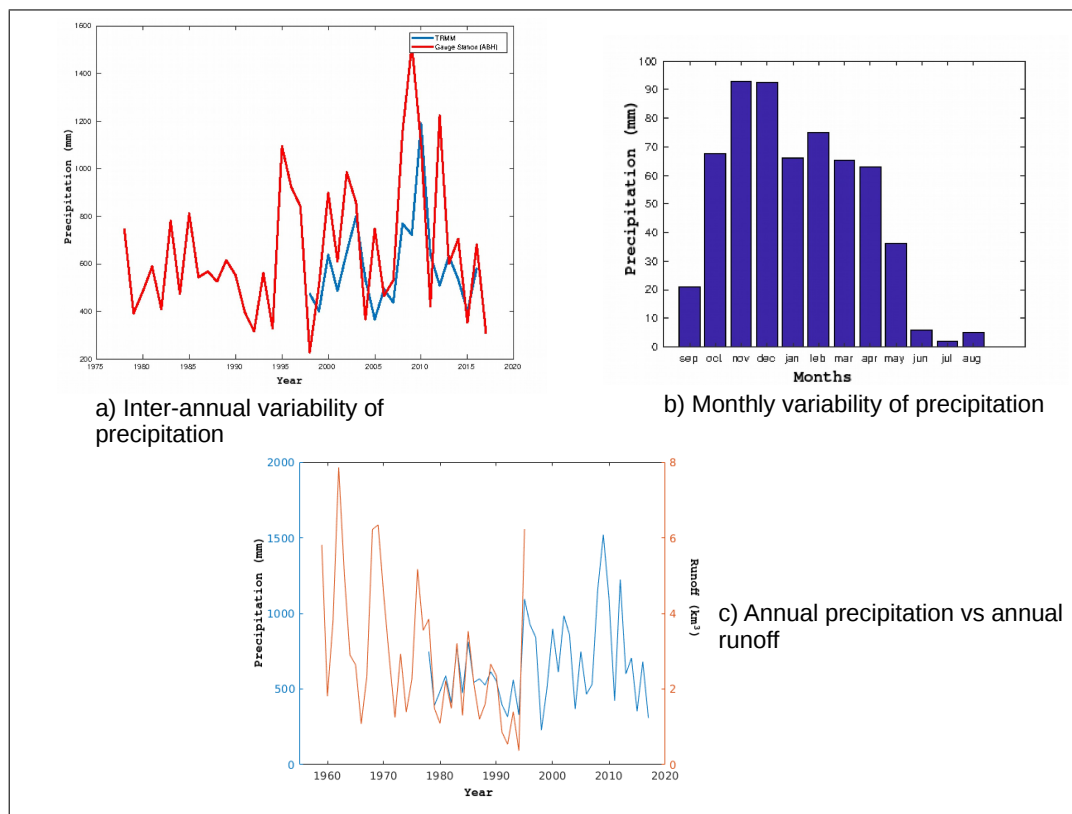 TRMM
Gauge Station (ABH)
1600
1400
1200
1000
800
600
400
200
Precipitation (mm)
1975 1980 1985 1990 1995 2000 2005 2010 2015 2020
Year
a) Inter-annual variability of
precipitation
100
90
80
70
60
50
40
30
20
10
0
Precipitation (mm)
sep oct nov dec jan feb mar apr may jun jul aug
Months
b) Monthly variability of precipitation
2000
1500
1000
500
0
Precipitation (mm)
8
6
4
2
0
Runoff (km³)
1960 1970 1980 1990 2000 2010 2020
Year
c) Annual precipitation vs annual
runoff